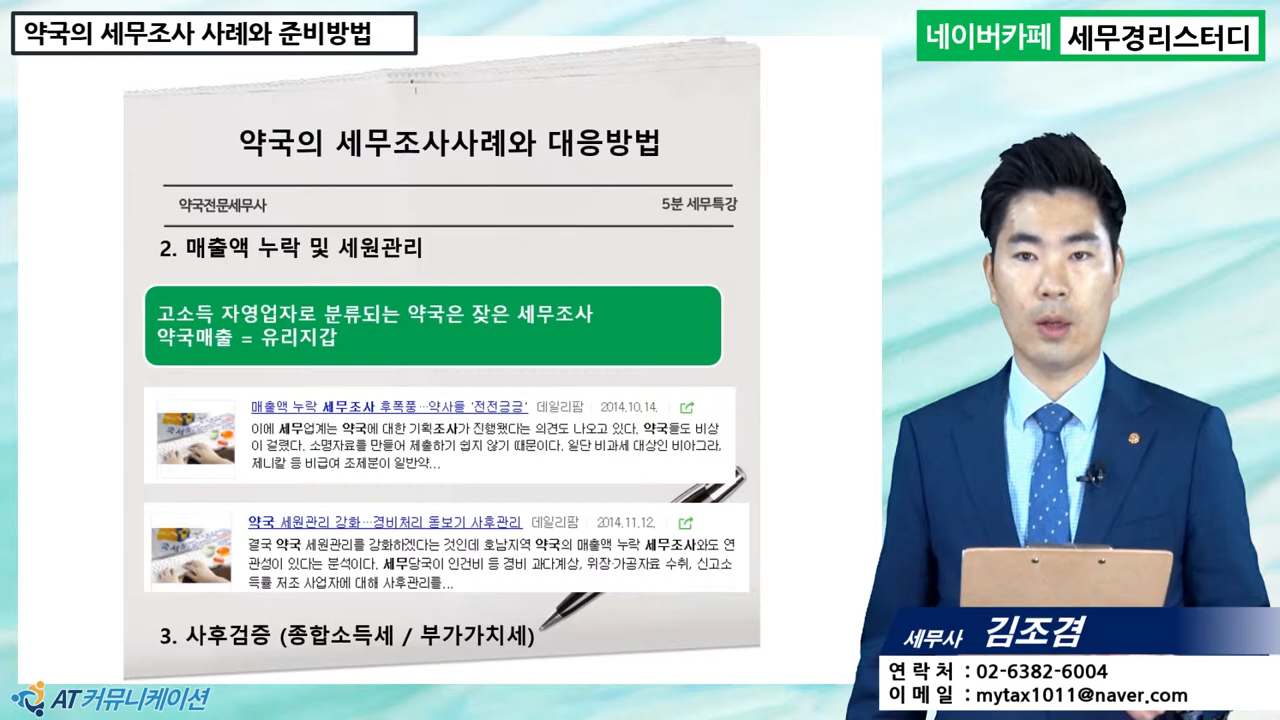 약국의 세무조사 사례와 준비방법
네이버카페 세무경리스터디
약국의 세무조사사례와 대응방법
약국전문세무사
5분 세무특강
2. 매출액 누락 및 세원관리
고소득 자영업자로 분류되는 약국은 잦은 세무조사
약국매출 = 유리지갑
매출액 누락 세무조사 후폭풍…약사들 '전전긍긍' 데일리팜 2014.10.14.
이에 세무업계는 약국에 대한 기획조사가 진행됐다는 의견도 나오고 있다. 약국들도 비상
이 걸렸다. 소명자료를 만들어 제출하기 쉽지 않기 때문이다. 일단 비과세 대상인 비아그라,
제니칼 등 비급여 조제분이 일반약...
약국 세원관리 강화…경비처리 돋보기 사후관리 데일리팜 2014.11.12.
결국 약국 세원관리를 강화하겠다는 것인데 호남지역 약국의 매출액 누락 세무조사와도 연
관성이 있다는 분석이다. 세무당국이 인건비 등 경비 과다계상, 위장·가공자료 수취, 신고소
득률 저조 사업자에 대해 사후관리를...
3. 사후검증 (종합소득세 / 부가가치세)
세무사 김조겸
연 락 처 : 02-6382-6004
이 메 일 : mytax1011@naver.com
AT커뮤니케이션